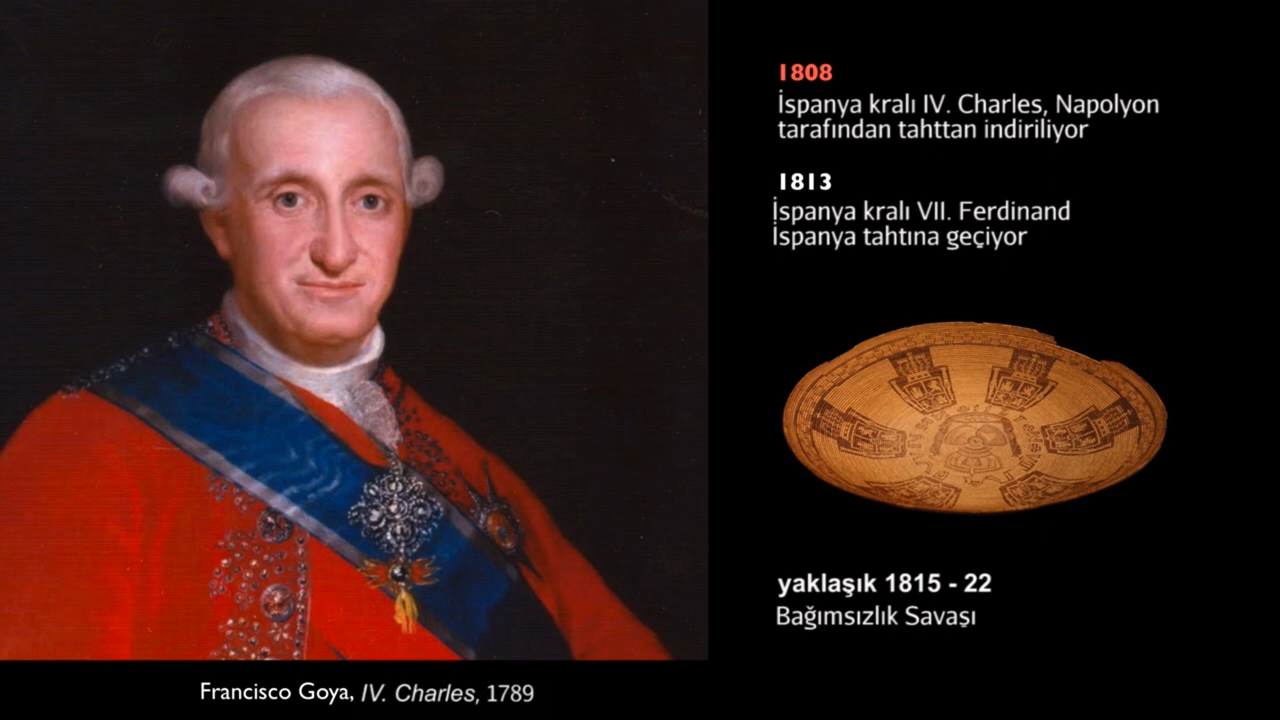 1808
İspanya kralı IV. Charles, Napolyon
tarafından tahttan indiriliyor
1813
İspanya kralı VII. Ferdinand
İspanya tahtına geçiyor
yaklaşık 1815 - 22
Bağımsızlık Savaşı
Francisco Goya, IV. Charles, 1789